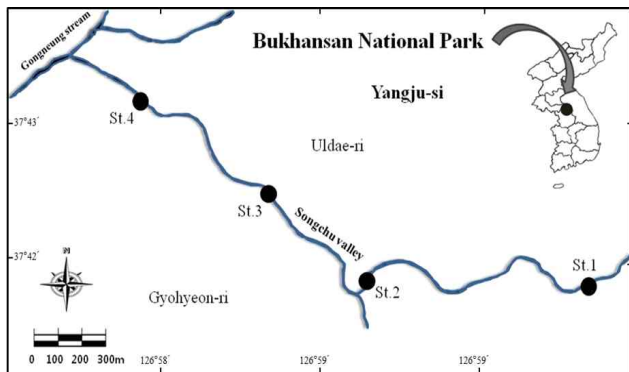 Gongneung stream
Bukhansan National Park
Yangju-si
St.4
37°43'
Uldae-ri
St.3
Songchu valley
37°42'
N
St.1
St.2
Gyohyeon-ri
0 100 200 300m
126°58'
126°59'
126°59'